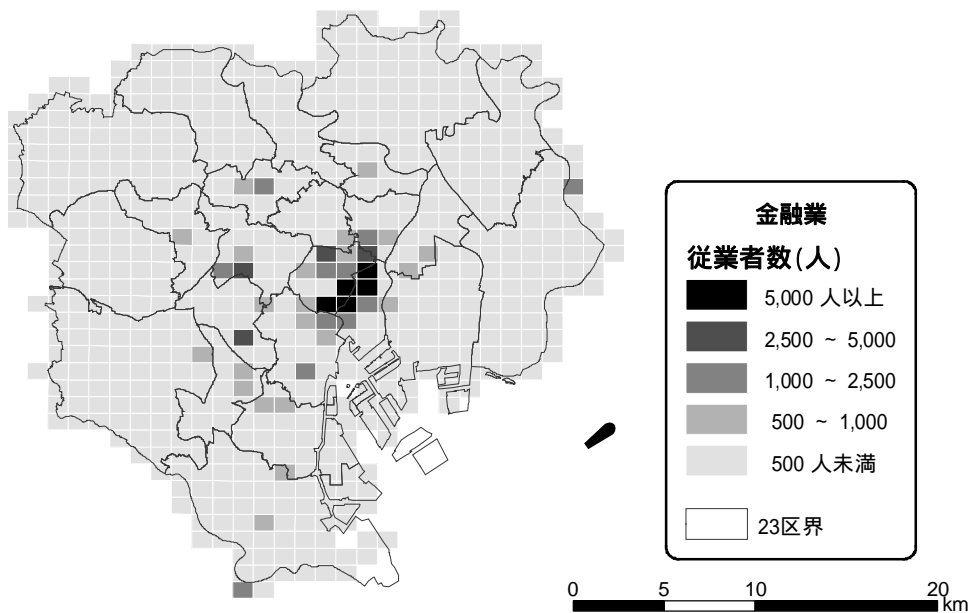 金融業
従業者数(人)
5,000 人以上
2,500 ~ 5,000
1,000 ~ 2,500
500 ~ 1,000
500 人未満
23区界
0 5 10 20
km